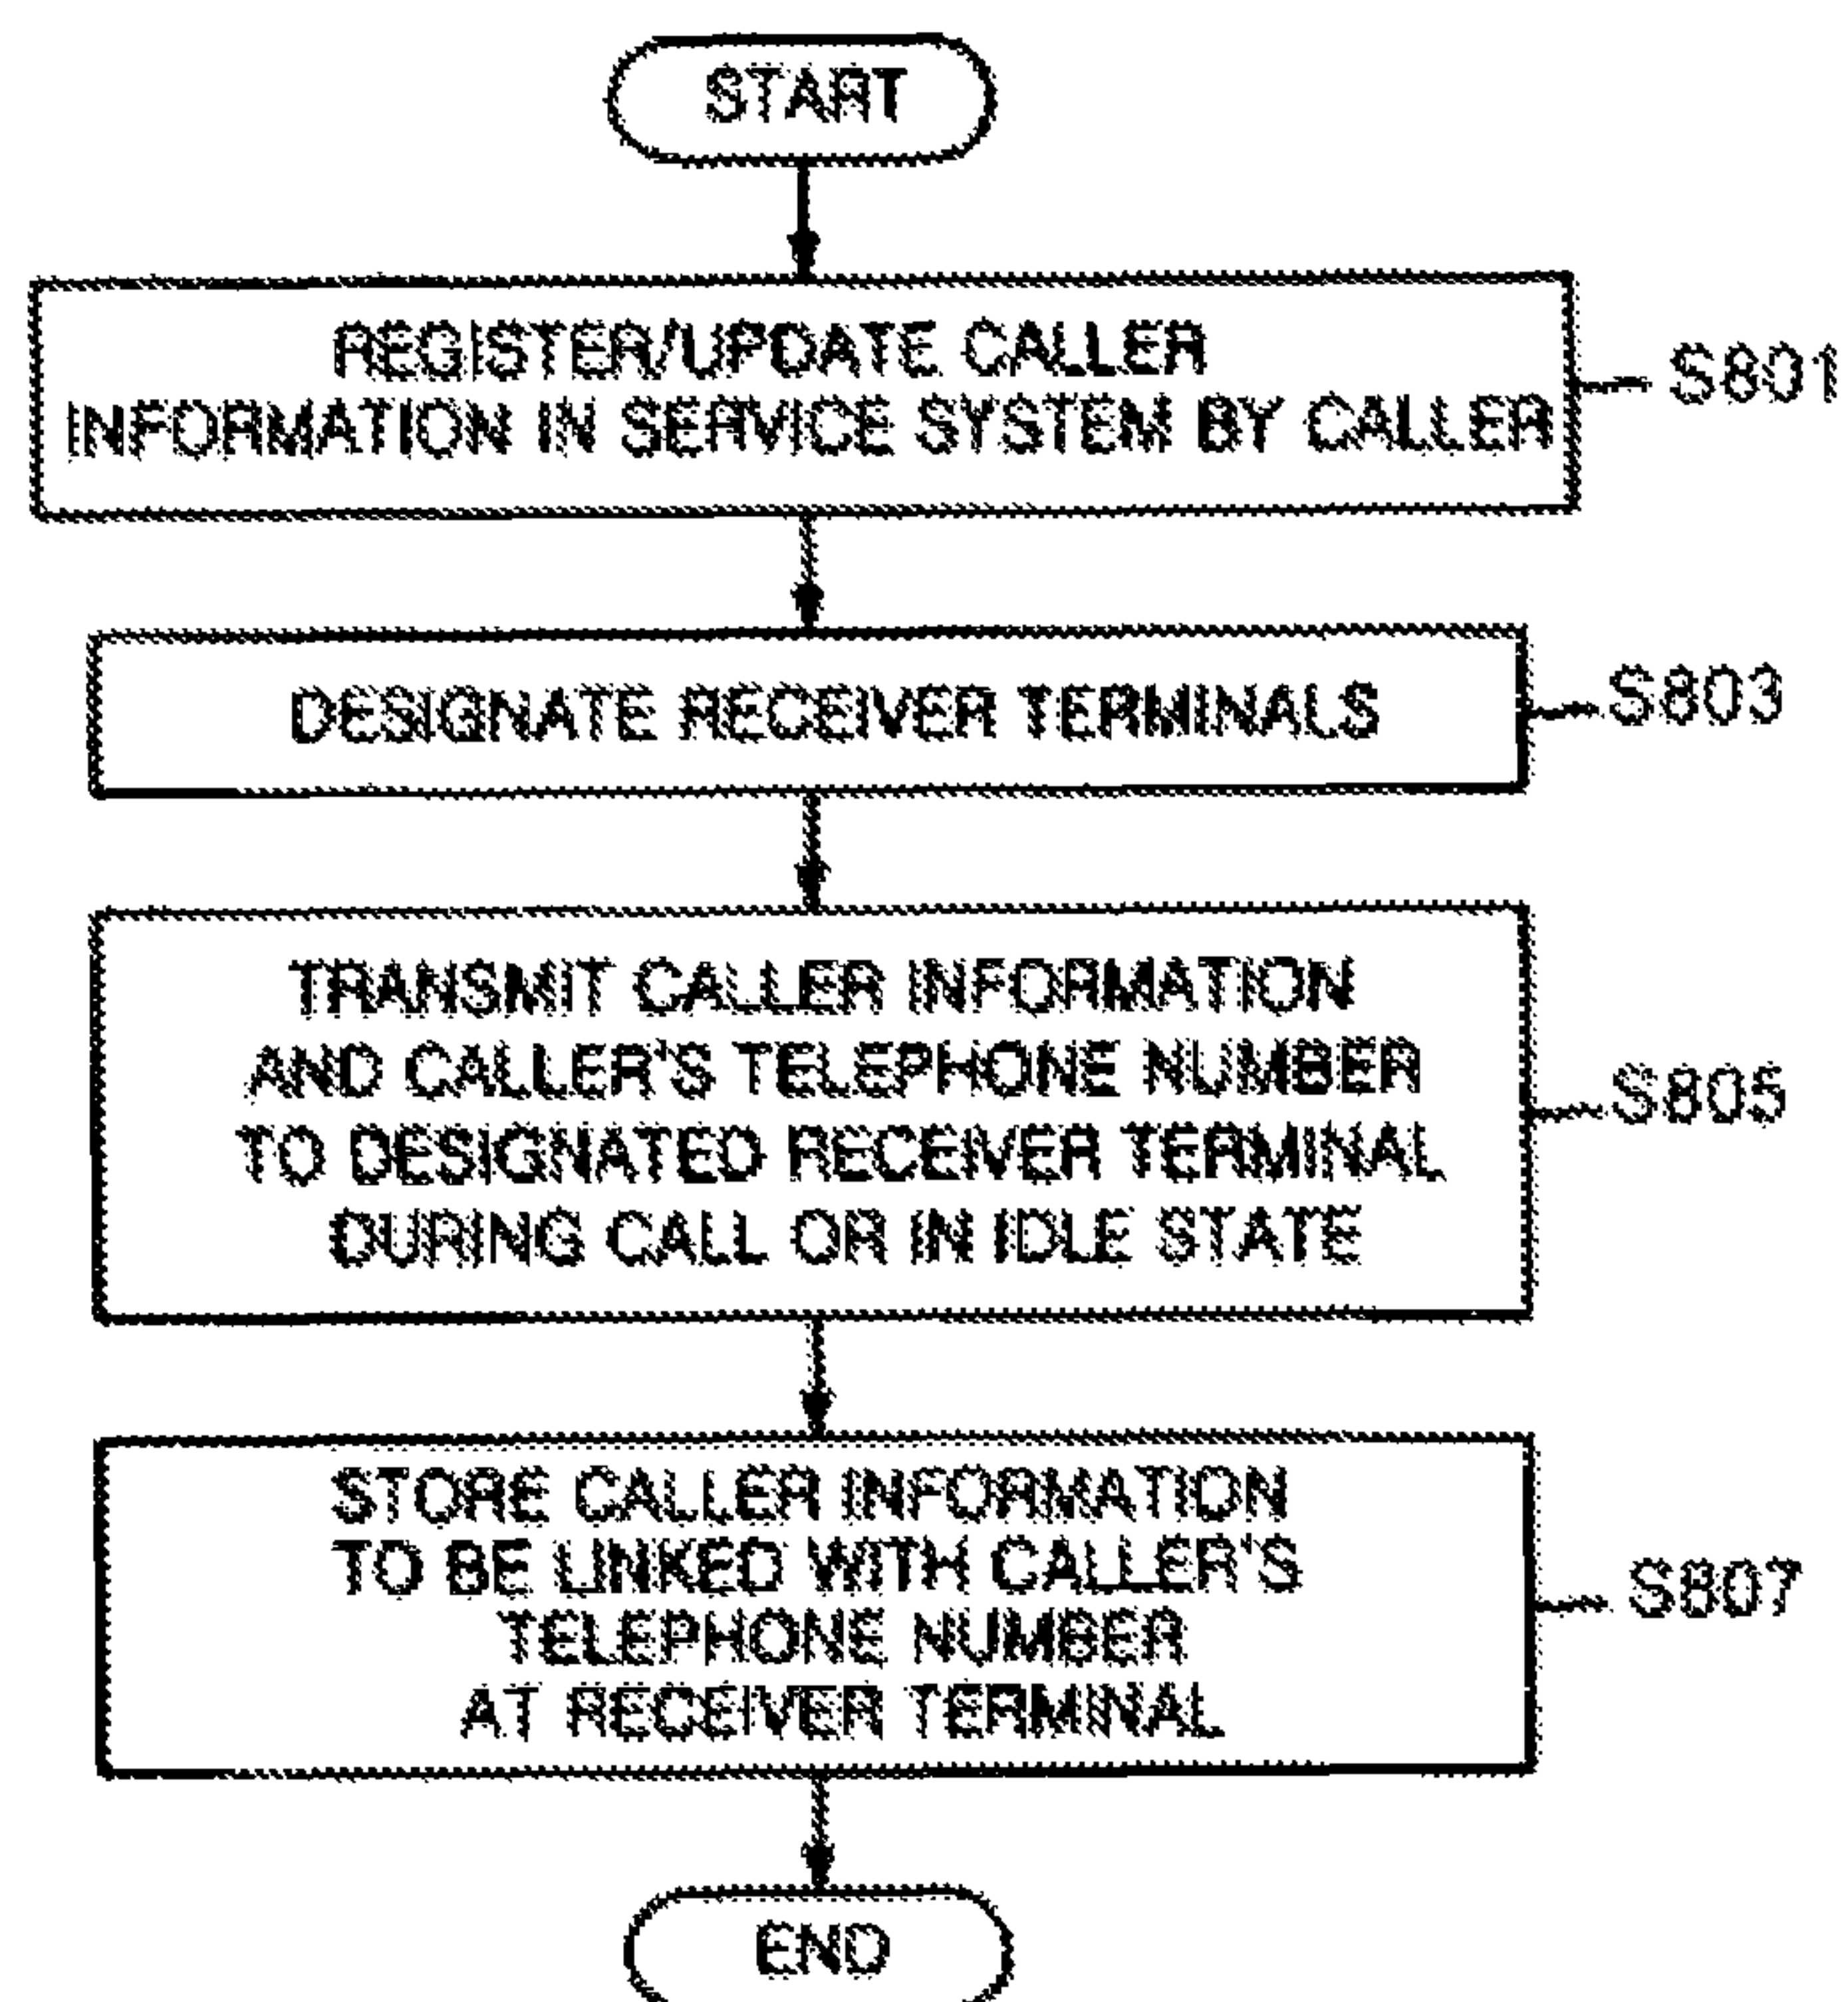 START
REGISTER/UPDATE CALLER
INFORMATION IN SERVICE SYSTEM BY CALLER
S801
DESIGNATE RECEIVER TERMINALS
S803
TRANSMIT CALLER INFORMATION
AND CALLER'S TELEPHONE NUMBER
TO DESIGNATED RECEIVER TERMINAL
DURING CALL OR IN IDLE STATE
S805
STORE CALLER INFORMATION
TO BE LINKED WITH CALLER'S
TELEPHONE NUMBER
AT RECEIVER TERMINAL
S807
END